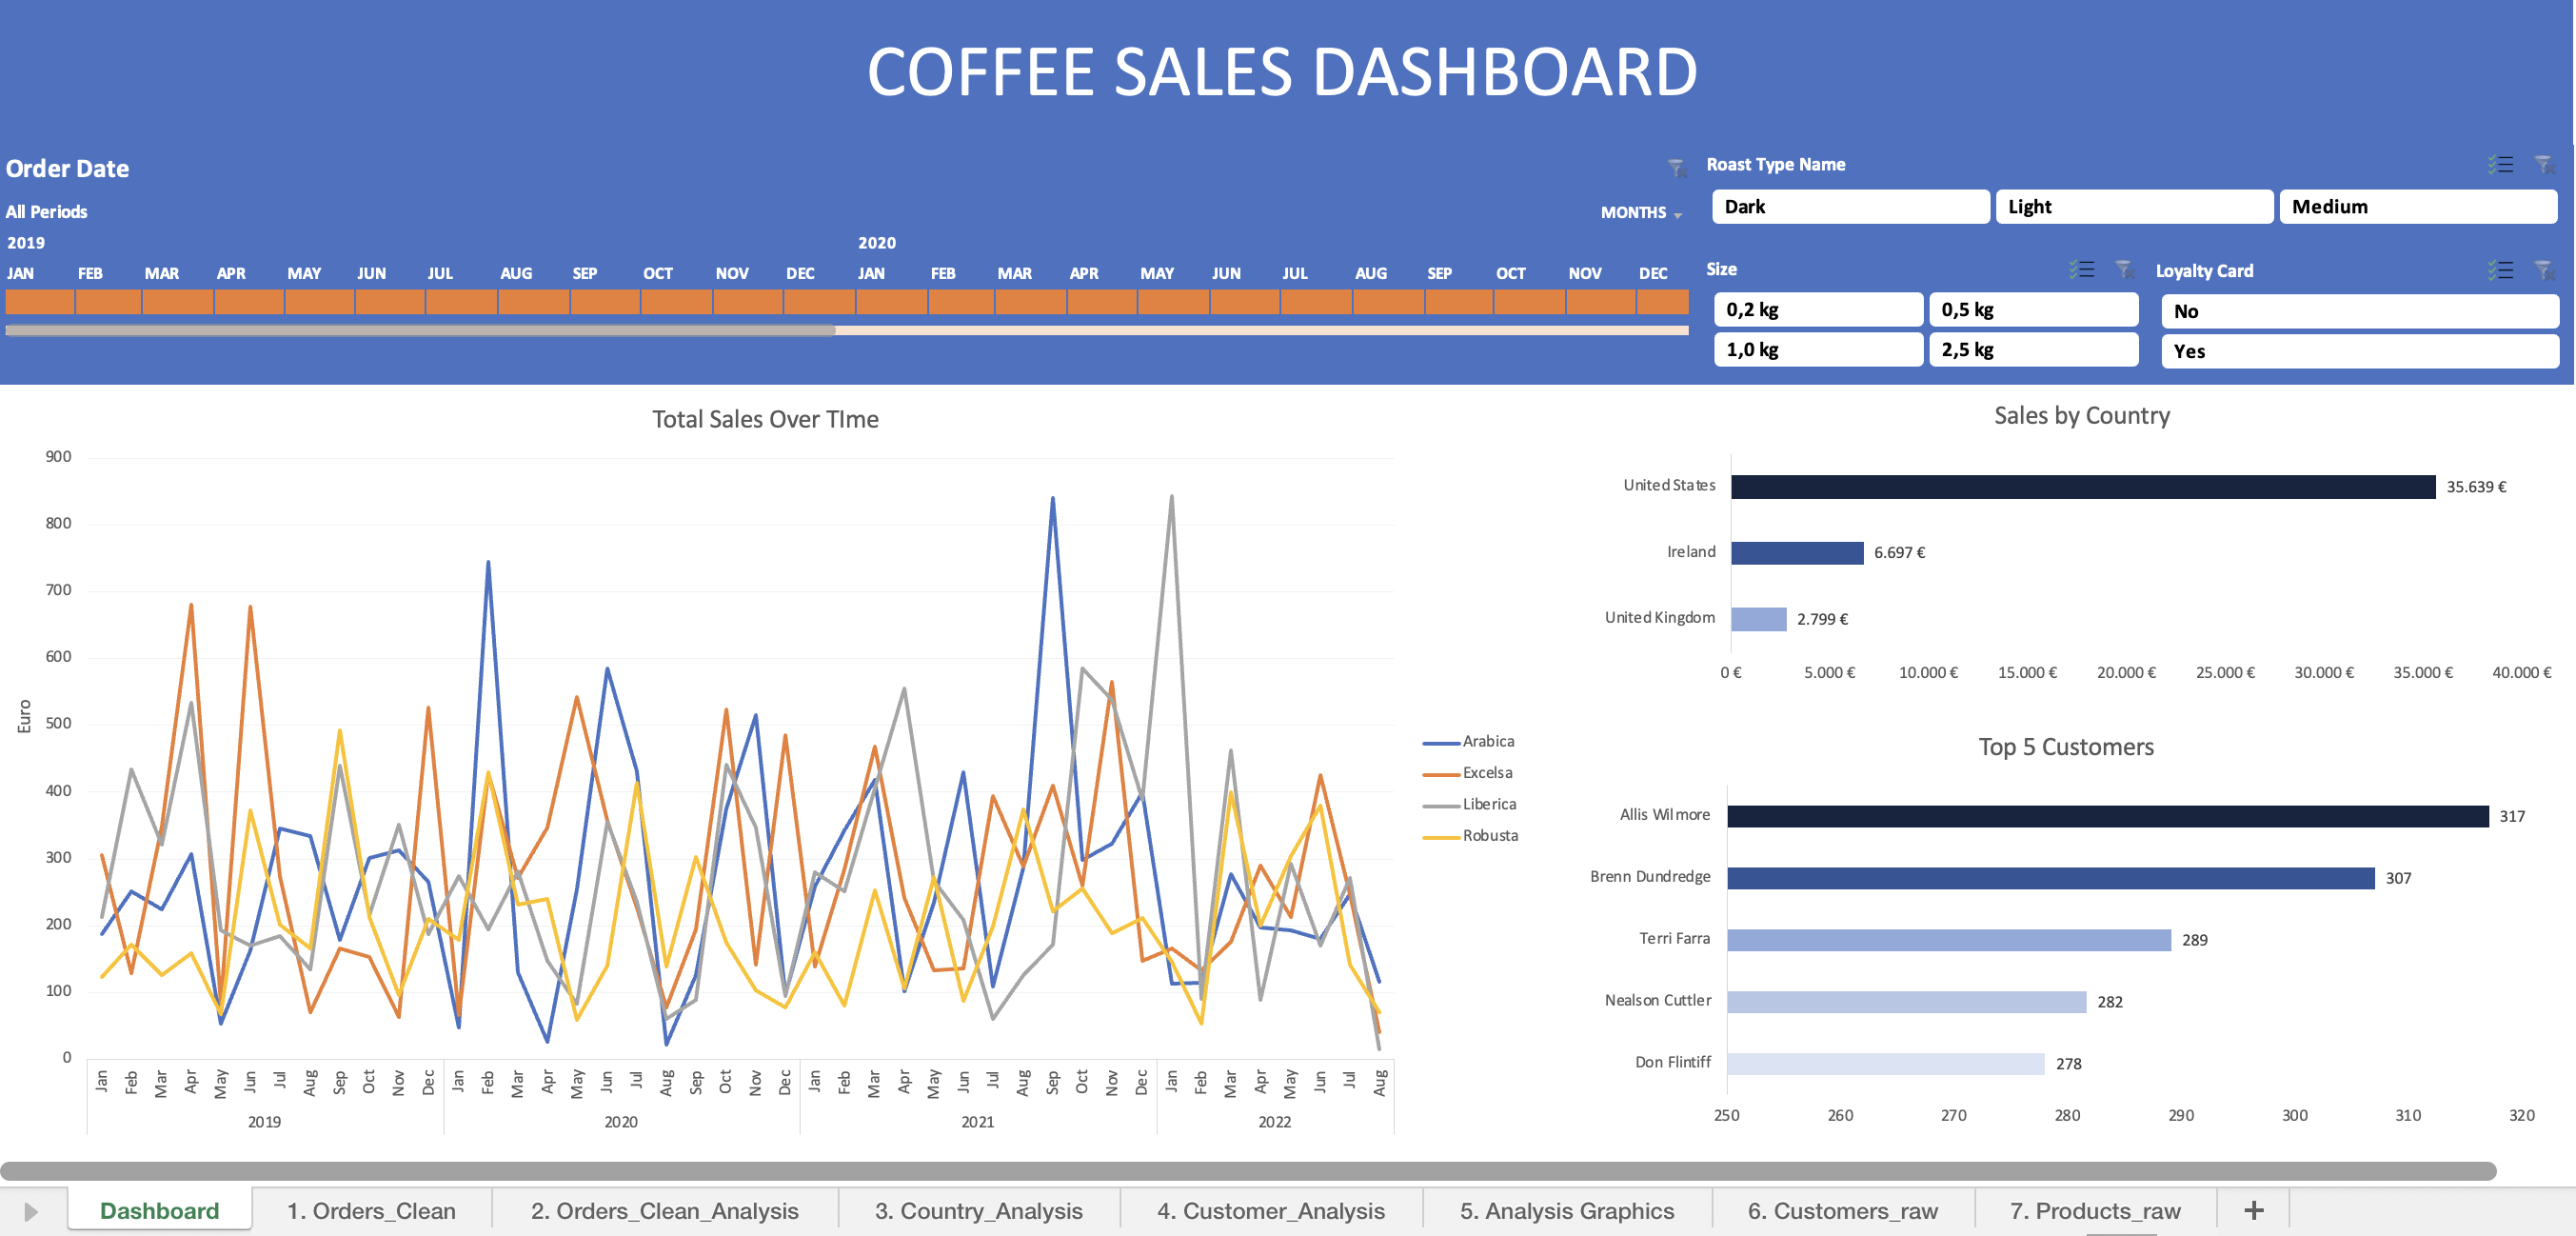 COFFEE SALES DASHBOARD
Order Date
All Periods
MONTHS
2019 2020
JAN FEB MAR APR MAY JUN JUL AUG SEP OCT NOV DEC JAN FEB MAR APR MAY JUN JUL AUG SEP OCT NOV DEC
Roast Type Name
Dark Light Medium
Size
0,2 kg 0,5 kg
1,0 kg 2,5 kg
Loyalty Card
No
Yes
Total Sales Over TIme
900
800
700
600
500
400
300
200
100
0
Euro
Jan Feb Mar Apr May Jun Jul Aug Sep Oct Nov Dec Jan Feb Mar Apr May Jun Jul Aug Sep Oct Nov Dec Jan Feb Mar Apr May Jun Jul Aug Sep Oct Nov Dec Jan Feb Mar Apr May Jun Jul Aug
2019 2020 2021 2022
Arabica
Excelsa
Liberica
Robusta
Sales by Country
United States 35.639 €
Ireland 6.697 €
United Kingdom 2.799 €
0 € 5.000 € 10.000 € 15.000 € 20.000 € 25.000 € 30.000 € 35.000 € 40.000 €
Top 5 Customers
Allis Wilmore 317
Brenn Dundredge 307
Terri Farra 289
Nealson Cuttler 282
Don Flintiff 278
250 260 270 280 290 300 310 320
Dashboard 1. Orders_Clean 2. Orders_Clean_Analysis 3. Country_Analysis 4. Customer_Analysis 5. Analysis Graphics 6. Customers_raw 7. Products_raw +